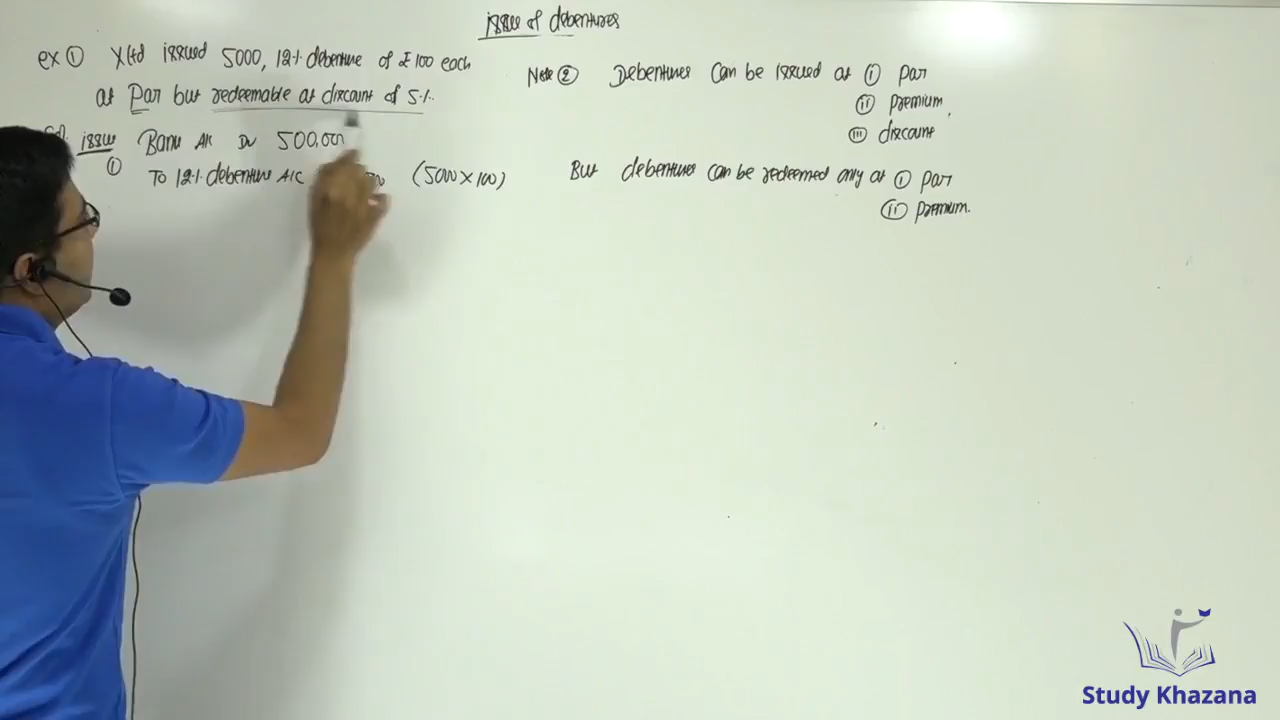 issue of debentures
ex ① X Ltd issued 5000, 12% debenture of ₹100 each
at Par but redeemable at discount of 5%.
issue Bank A/c Dr 500,000
① To 12% debenture A/c (5000 × 100)
Note ② Debentures Can be issued at ⓘ Par
ⓘⓘ premium,
ⓘⓘⓘ discount
But debentures can be redeemed only at ⓘ Par
ⓘⓘ premium.
Study Khazana